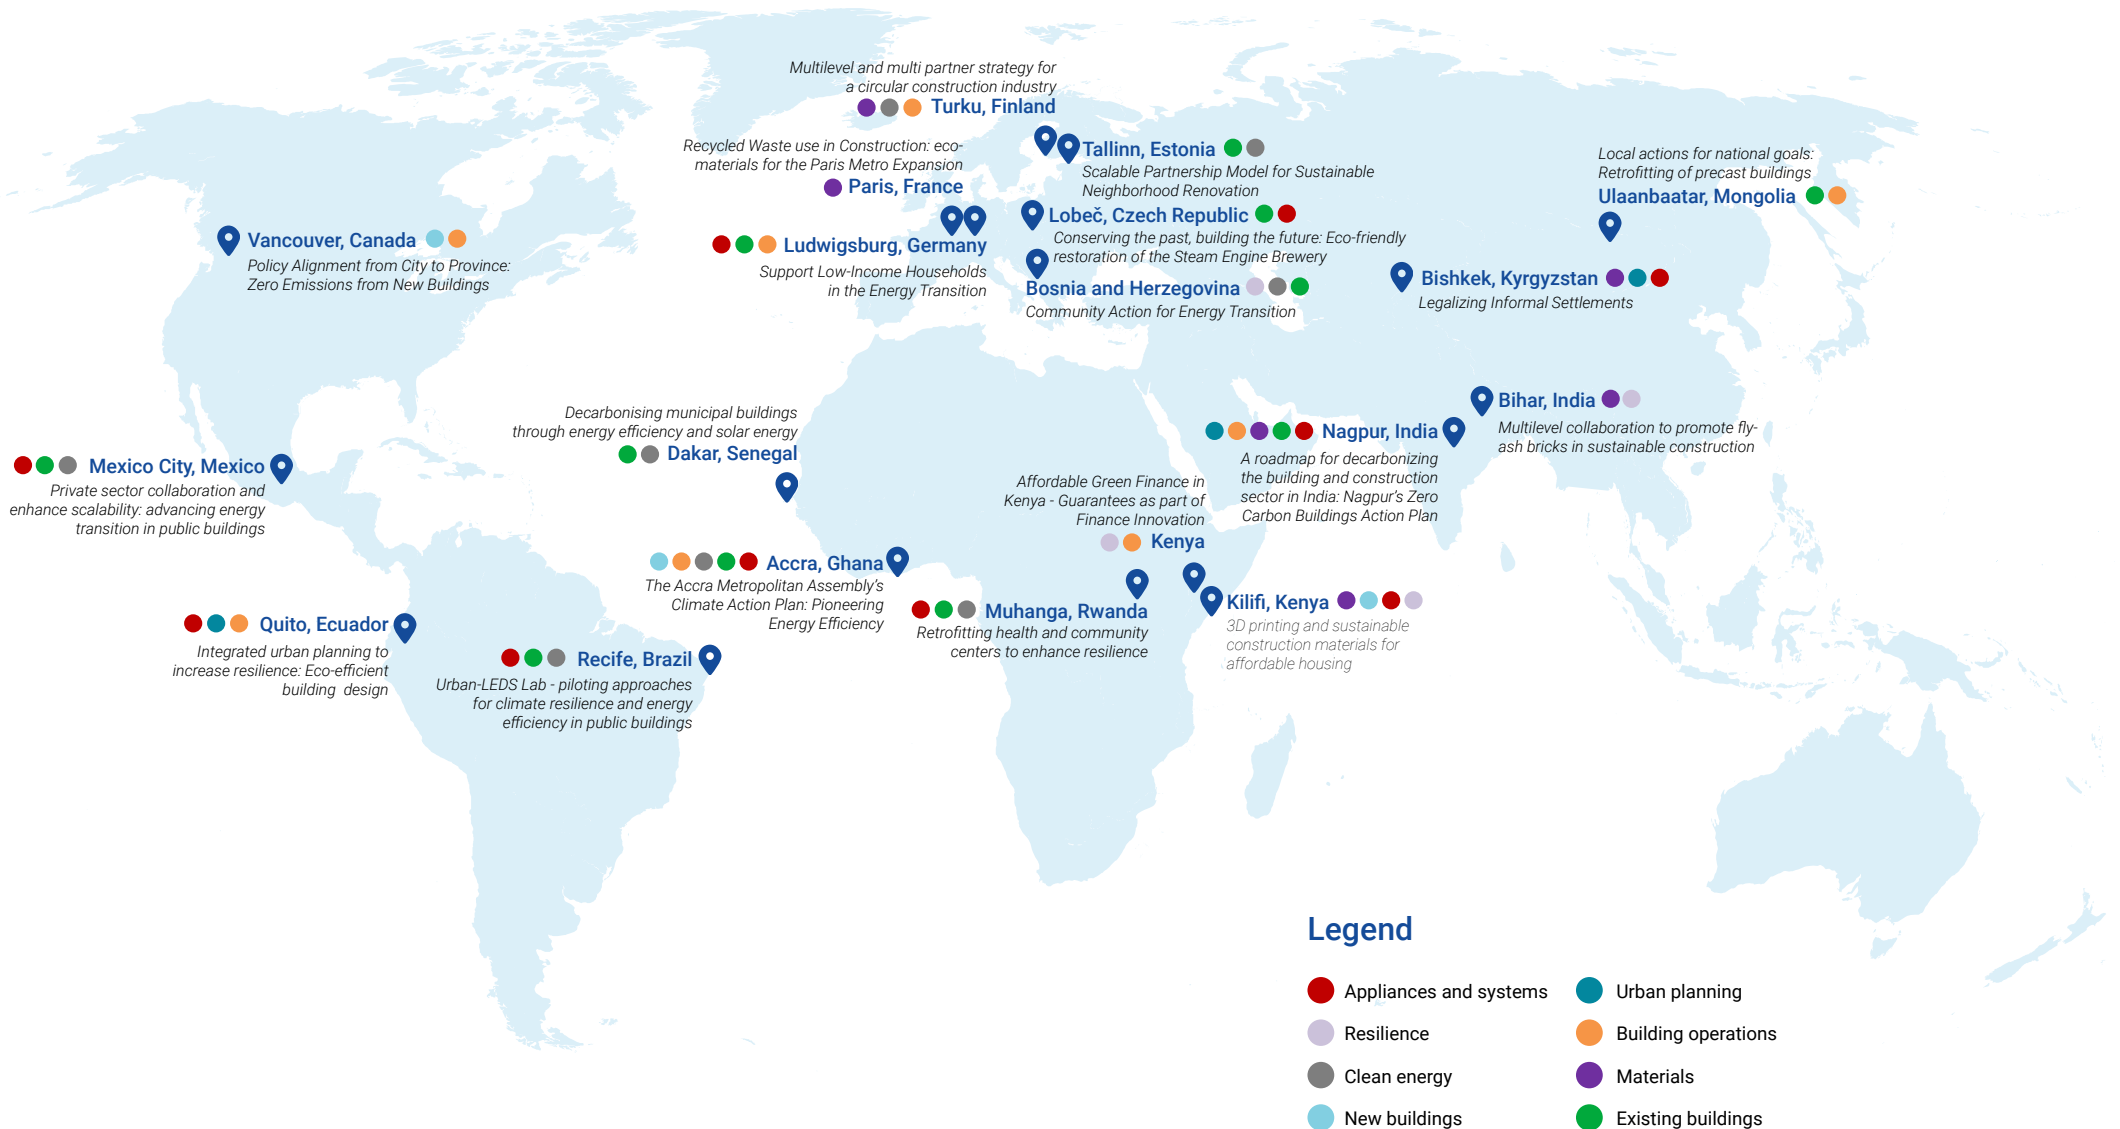 Multilevel and multi partner strategy for
a circular construction industry
Turku, Finland
Recycled Waste use in Construction: eco-
materials for the Paris Metro Expansion
Paris, France
Tallinn, Estonia
Scalable Partnership Model for Sustainable
Neighborhood Renovation
Local actions for national goals:
Retrofitting of precast buildings
Ulaanbaatar, Mongolia
Vancouver, Canada
Policy Alignment from City to Province:
Zero Emissions from New Buildings
Ludwigsburg, Germany
Support Low-Income Households
in the Energy Transition
Lobeč, Czech Republic
Conserving the past, building the future: Eco-friendly
restoration of the Steam Engine Brewery
Bosnia and Herzegovina
Community Action for Energy Transition
Bishkek, Kyrgyzstan
Legalizing Informal Settlements
Mexico City, Mexico
Private sector collaboration and
enhance scalability: advancing energy
transition in public buildings
Decarbonising municipal buildings
through energy efficiency and solar energy
Dakar, Senegal
Bihar, India
Multilevel collaboration to promote fly-
ash bricks in sustainable construction
Nagpur, India
A roadmap for decarbonizing
the building and construction
sector in India: Nagpur's Zero
Carbon Buildings Action Plan
Affordable Green Finance in
Kenya - Guarantees as part of
Finance Innovation
Kenya
Accra, Ghana
The Accra Metropolitan Assembly's
Climate Action Plan: Pioneering
Energy Efficiency
Muhanga, Rwanda
Retrofitting health and community
centers to enhance resilience
Kilifi, Kenya
3D printing and sustainable
construction materials for
affordable housing
Quito, Ecuador
Integrated urban planning to
increase resilience: Eco-efficient
building design
Recife, Brazil
Urban-LEDS Lab - piloting approaches
for climate resilience and energy
efficiency in public buildings
Legend
Appliances and systems
Resilience
Clean energy
New buildings
Urban planning
Building operations
Materials
Existing buildings